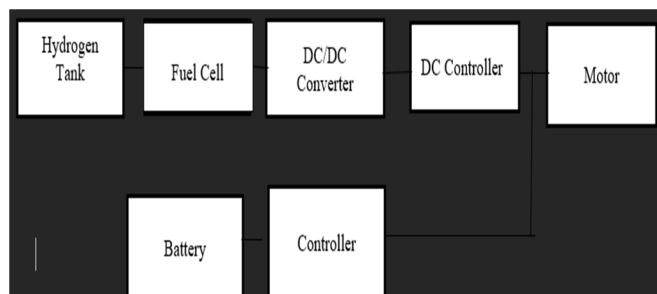 Hydrogen
Tank
Fuel Cell
DC/DC
Converter
DC Controller
Motor
Battery
Controller